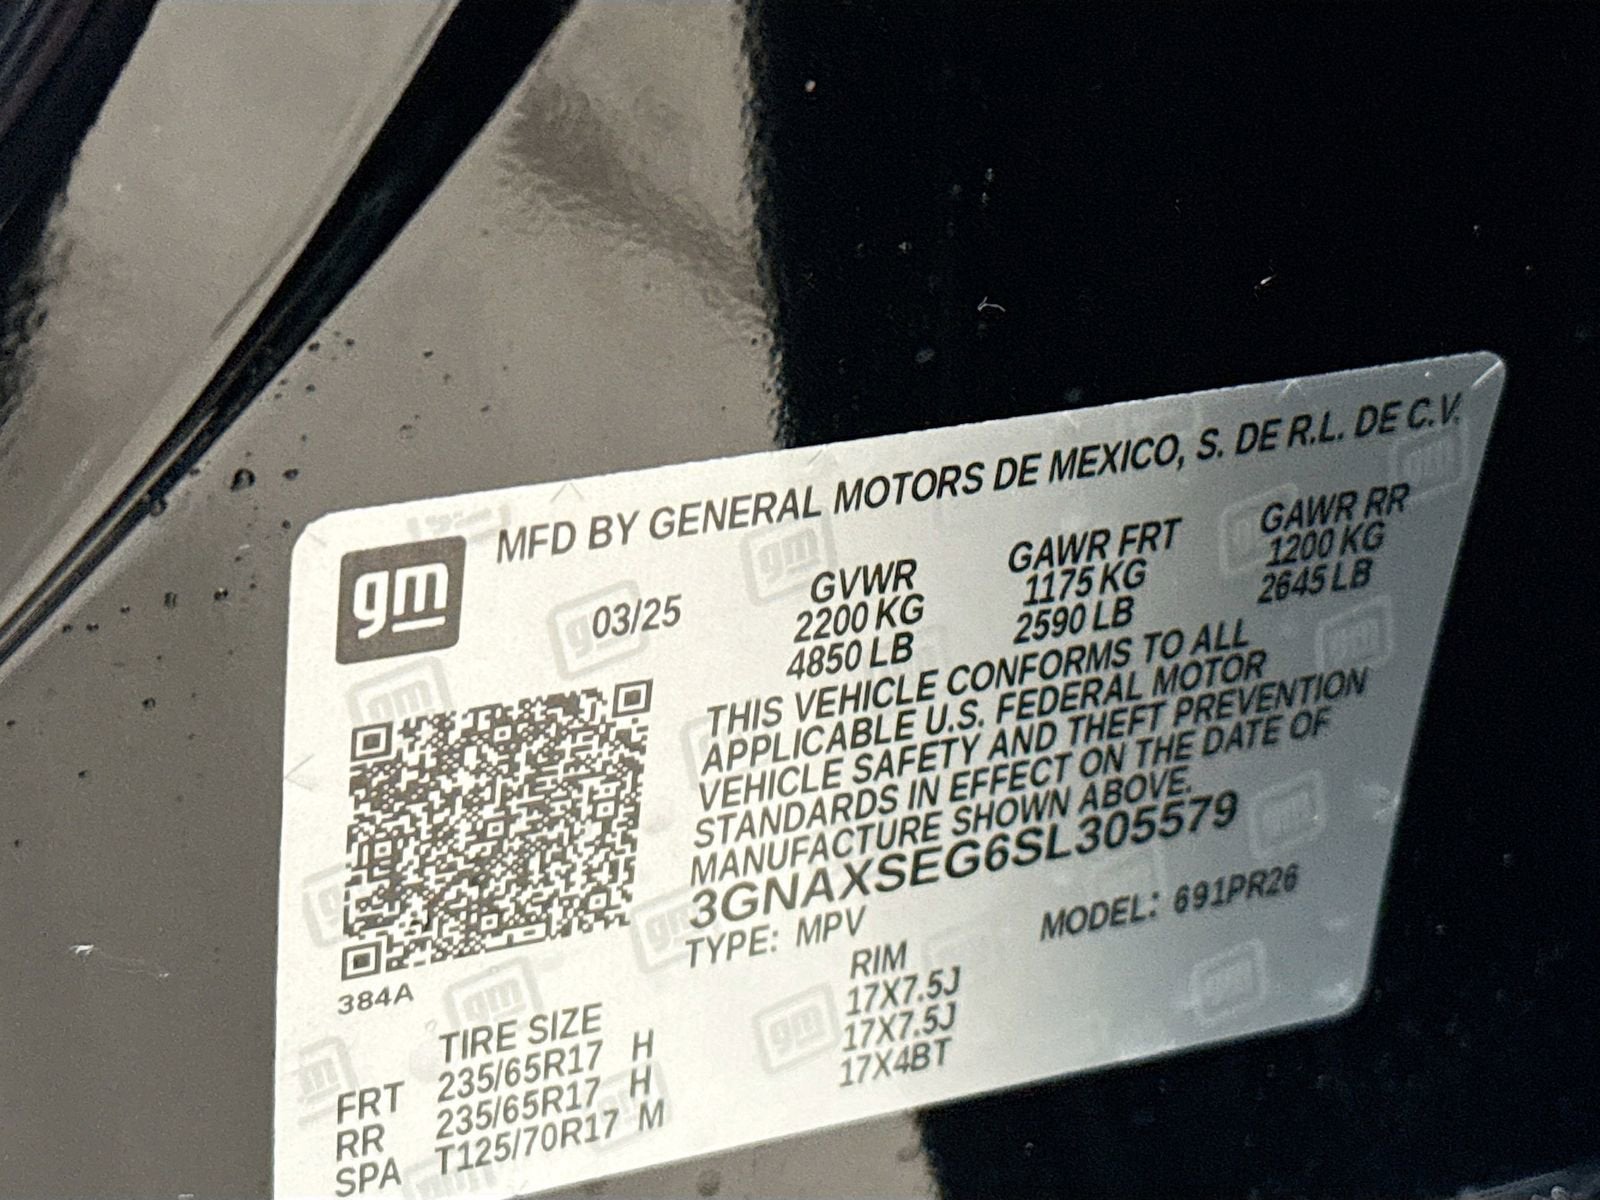 gm
MFD BY GENERAL MOTORS DE MEXICO, S. DE R.L. DE C.V.
03/25
GVWR GAWR FRT GAWR RR
2200 KG 1175 KG 1200 KG
4850 LB 2590 LB 2645 LB
THIS VEHICLE CONFORMS TO ALL
APPLICABLE U.S. FEDERAL MOTOR
VEHICLE SAFETY AND THEFT PREVENTION
STANDARDS IN EFFECT ON THE DATE OF
MANUFACTURE SHOWN ABOVE.
3GNAXSEG6SL305579
TYPE: MPV MODEL: 691PR26
384A
TIRE SIZE RIM
FRT 235/65R17 H 17X7.5J
RR 235/65R17 H 17X7.5J
SPA T125/70R17 M 17X4BT